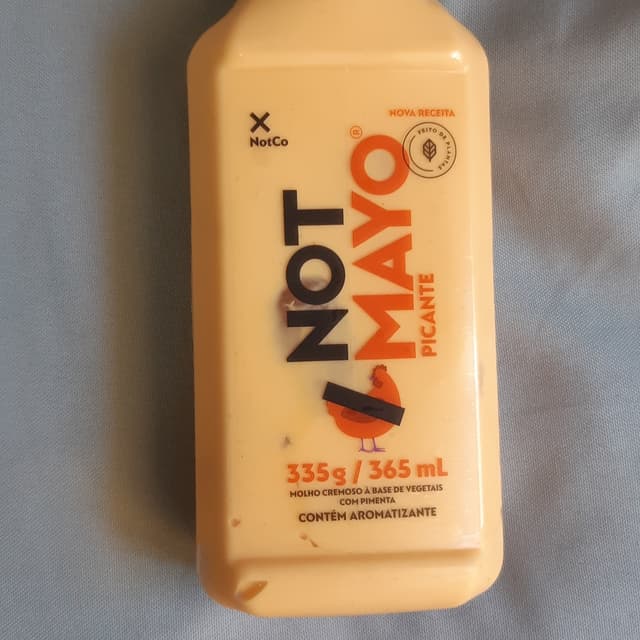 NOVA RECEITA
FEITO DE PLANTAS
NotCo
NOT
MAYO®
PICANTE
335g / 365 mL
MOLHO CREMOSO À BASE DE VEGETAIS
COM PIMENTA
CONTÉM AROMATIZANTE